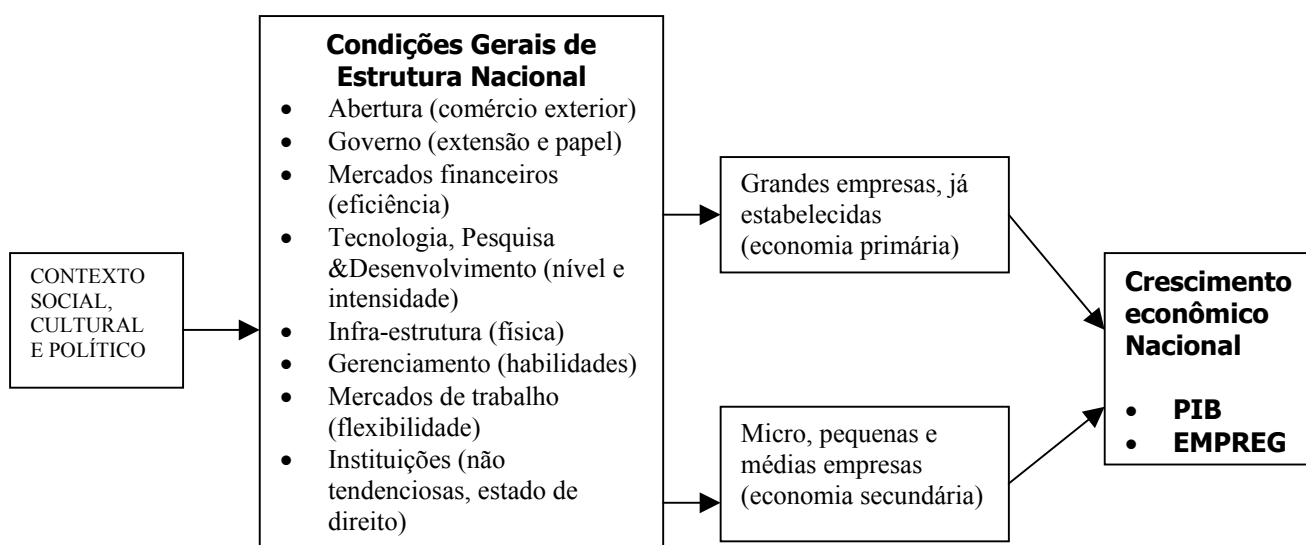 CONTEXTO
SOCIAL,
CULTURAL
E POLÍTICO
Condições Gerais de
Estrutura Nacional
• Abertura (comércio exterior)
• Governo (extensão e papel)
• Mercados financeiros
(eficiência)
• Tecnologia, Pesquisa
&Desenvolvimento (nível e
intensidade)
• Infra-estrutura (física)
• Gerenciamento (habilidades)
• Mercados de trabalho
(flexibilidade)
• Instituições (não
tendenciosas, estado de
direito)
Grandes empresas, já
estabelecidas
(economia primária)
Micro, pequenas e
médias empresas
(economia secundária)
Crescimento
econômico
Nacional
• PIB
• EMPREG